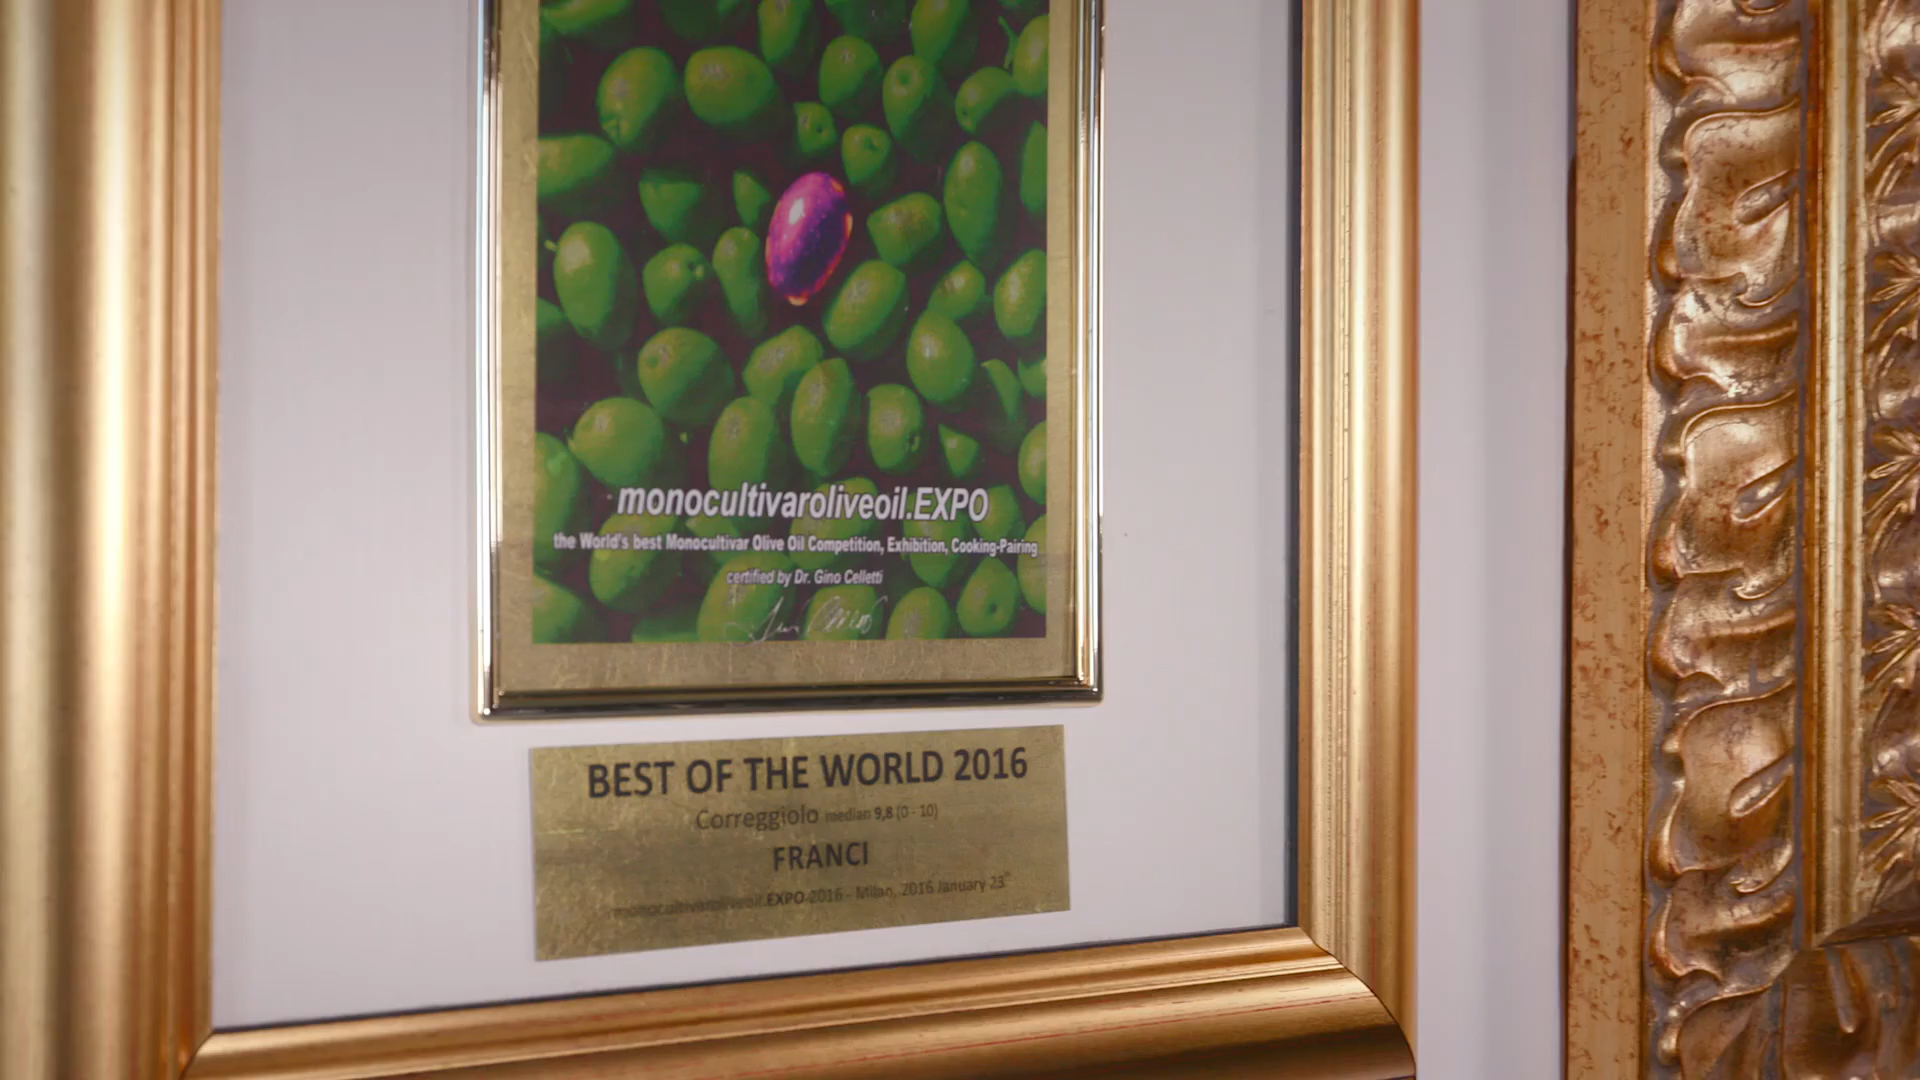 monocultivaroliveoil.EXPO
the World's best Monocultivar Olive Oil Competition, Exhibition, Cooking-Pairing
certified by Dr. Gino Celletti
BEST OF THE WORLD 2016
Correggiolo median 9,8 (0 - 10)
FRANCI
monocultivaroliveoil.EXPO 2016 - Milan, 2016 January 23th